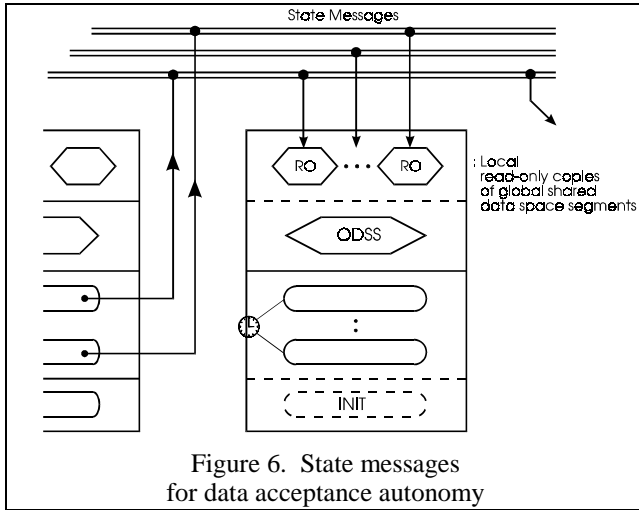 State Messages
RO ••• RO
: Local
read-only copies
of global shared
data space segments
ODSS
:
INIT
Figure 6. State messages
for data acceptance autonomy